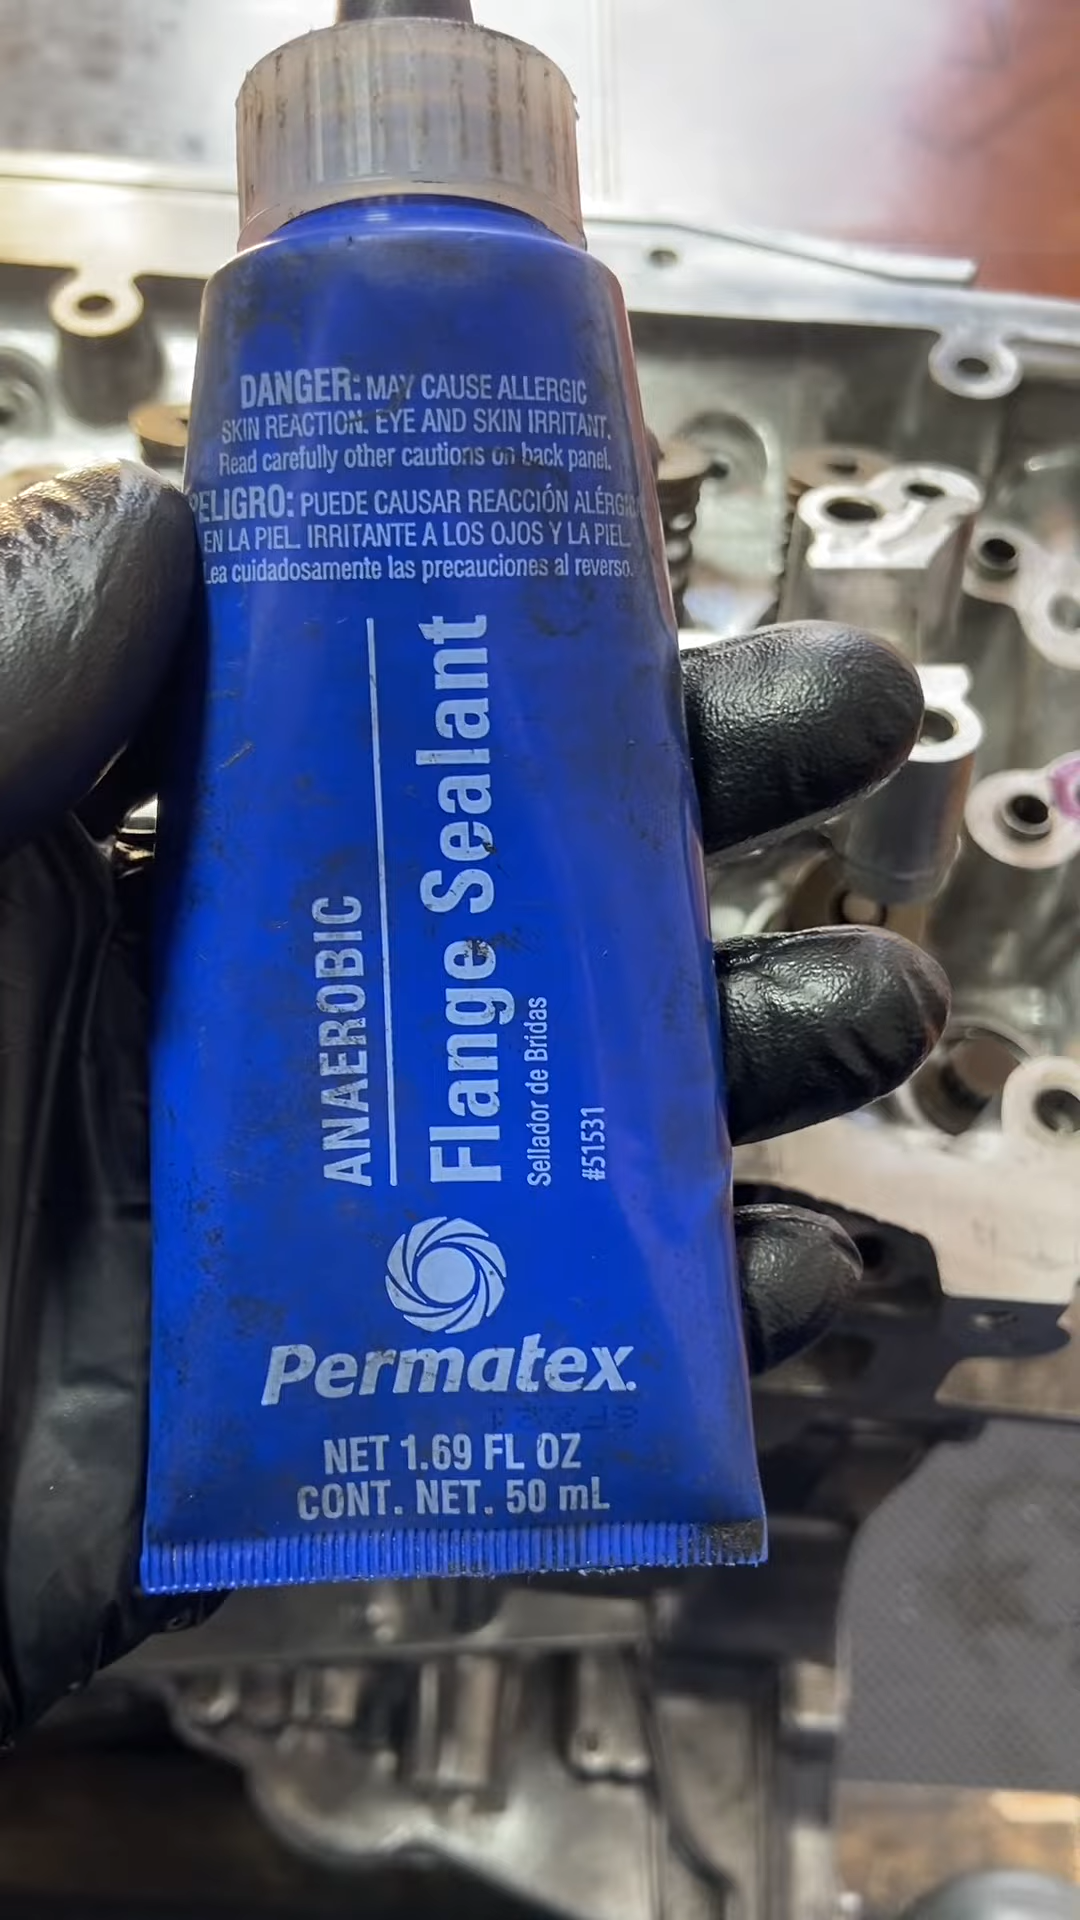 DANGER: MAY CAUSE ALLERGIC
SKIN REACTION. EYE AND SKIN IRRITANT.
Read carefully other cautions on back panel.
PELIGRO: PUEDE CAUSAR REACCIÓN ALÉRGICA
EN LA PIEL. IRRITANTE A LOS OJOS Y LA PIEL.
Lea cuidadosamente las precauciones al reverso.
ANAEROBIC
Flange Sealant
Sellador de Bridas
#51531
Permatex.
NET 1.69 FL OZ
CONT. NET. 50 mL